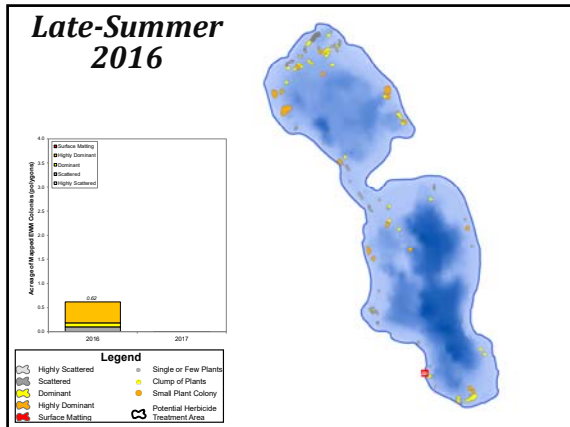 Late-Summer
2016
Acreage of Mapped EWM Colonies (polygons)
4.0
3.5
3.0
2.5
2.0
1.5
1.0
0.5
0.0
Surface Matting
Highly Dominant
Dominant
Scattered
Highly Scattered
0.62
2016
2017
Legend
Highly Scattered
Scattered
Dominant
Highly Dominant
Surface Matting
Single or Few Plants
Clump of Plants
Small Plant Colony
Potential Herbicide
Treatment Area